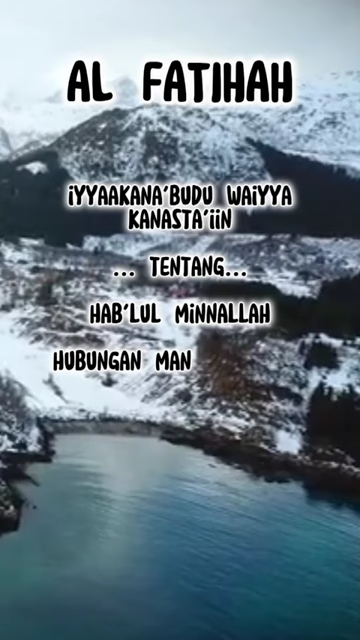 AL FATIHAH
iYYAAKANA'BUDU WAiYYA
KANASTA'iiN
... TENTANG...
HAB'LUL MiNNALLAH
HUBUNGAN MAN